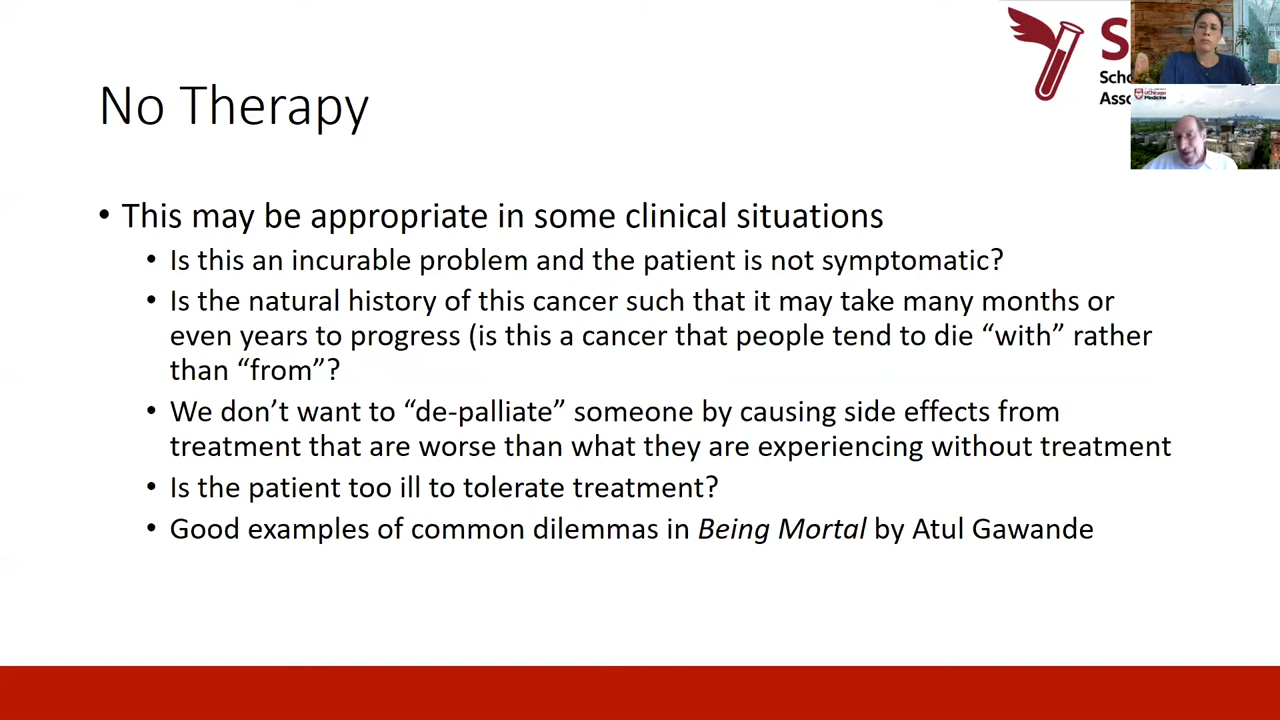 No Therapy
• This may be appropriate in some clinical situations
• Is this an incurable problem and the patient is not symptomatic?
• Is the natural history of this cancer such that it may take many months or
even years to progress (is this a cancer that people tend to die “with” rather
than “from”?
• We don’t want to “de-palliate” someone by causing side effects from
treatment that are worse than what they are experiencing without treatment
• Is the patient too ill to tolerate treatment?
• Good examples of common dilemmas in Being Mortal by Atul Gawande
S
UChicago
Medicine